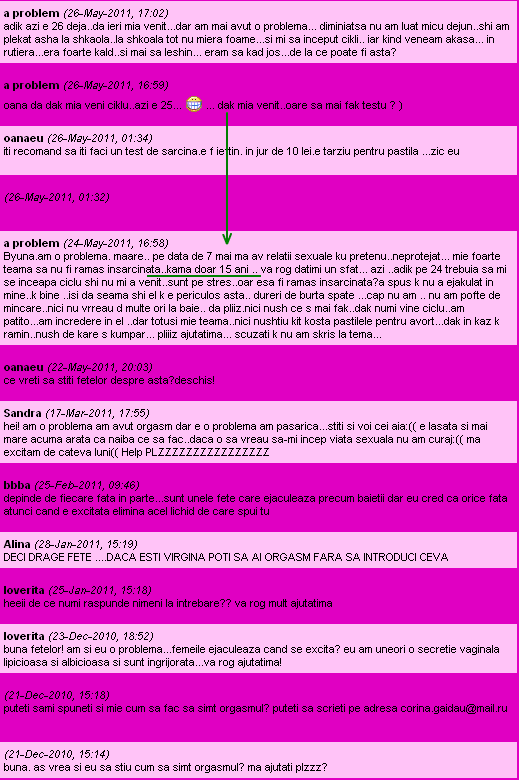 a problem (26-May-2011, 17:02)
adik azi e 26 deja..da ieri mia venit...dar am mai avut o problema... diminiatsa nu am luat micu dejun..shi am
plekat asha la shkaola..la shkoala tot nu miera foame...si mi sa inceput cikli.. iar kind veneam akasa... in
rutiera...era foarte kald..si mai sa leshin... eram sa kad jos...de la ce poate fi asta?
a problem (26-May-2011, 16:59)
oana da dak mia veni ciklu..azi e 25... ... dak mia venit..oare sa mai fak testu ? )
oanaeu (26-May-2011, 01:34)
iti recomand sa iti faci un test de sarcina.e f ieftin. in jur de 10 lei.e tarziu pentru pastila ...zic eu
(26-May-2011, 01:32)
a problem (24-May-2011, 16:58)
Byuna.am o problema. maare.. pe data de 7 mai ma av relatii sexuale ku pretenu..neprotejat... mie foarte
teama sa nu fi ramas insarcinata..kama doar 15 ani .. va rog datimi un sfat... azi ..adik pe 24 trebuia sa mi
se inceapa ciclu shi nu mi a venit..sunt pe stres..oar esa fi ramas insarcinata?a spus k nu a ejakulat in
mine..k bine ..isi da seama shi el k e periculos asta.. dureri de burta spate ...cap nu am .. nu am pofte de
mincare..nici nu vrreau d multe ori la baie.. da pliiz.nici nush ce s mai fak..dak numi vine ciclu..am
patito...am incredere in el ..dar totusi mie teama..nici nushtiu kit kosta pastilele pentru avort...dak in kaz k
ramin..nush de kare s kumpar... pliiiz ajutatima... scuzati k nu am skris la tema...
oanaeu (22-May-2011, 20:03)
ce vreti sa stiti fetelor despre asta?deschis!
Sandra (17-Mar-2011, 17:55)
hei! am o problema am avut orgasm dar e o problema am pasarica...stiti si voi cei aia:(( e lasata si mai
mare acuma arata ca naiba ce sa fac..daca o sa vreau sa-mi incep viata sexuala nu am curaj:(( ma
excitam de cateva luni(( Help PLZZZZZZZZZZZZZZZZ
bbba (25-Feb-2011, 09:46)
depinde de fiecare fata in parte...sunt unele fete care ejaculeaza precum baietii dar eu cred ca orice fata
atunci cand e excitata elimina acel lichid de care spui tu
Alina (28-Jan-2011, 15:19)
DECI DRAGE FETE ....DACA ESTI VIRGINA POTI SA AI ORGASM FARA SA INTRODUCI CEVA
loverita (25-Jan-2011, 15:18)
heeii de ce numi raspunde nimeni la intrebare?? va rog mult ajutatima
loverita (23-Dec-2010, 18:52)
buna fetelor! am si eu o problema...femeile ejaculeaza cand se excita? eu am uneori o secretie vaginala
lipicioasa si albicioasa si sunt ingrijorata...va rog ajutatima!
(21-Dec-2010, 15:18)
puteti sami spuneti si mie cum sa fac sa simt orgasmul? puteti sa scrieti pe adresa corina.galdau@mail.ru
(21-Dec-2010, 15:14)
buna. as vrea si eu sa stiu cum sa simt orgasmul? ma ajutati plzzz?